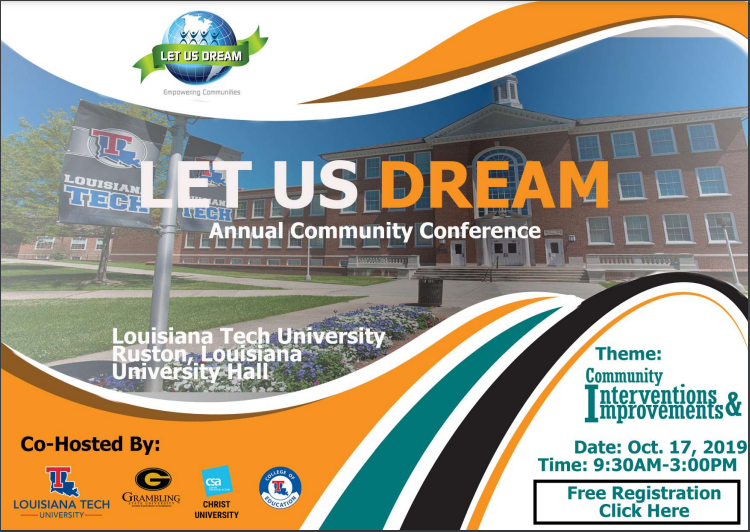 LET US DREAM
Empowering Communities
LOUISIANA
TECH
TECH
LET US DREAM
Annual Community Conference
Louisiana Tech University
Ruston, Louisiana
University Hall
Theme:
Community
Interventions &
Improvements
Date: Oct. 17, 2019
Time: 9:30AM-3:00PM
Free Registration
Click Here
Co-Hosted By:
LOUISIANA TECH
UNIVERSITY
GRAMBLING
csa
CHRIST
UNIVERSITY
COLLEGE OF
EDUCATION